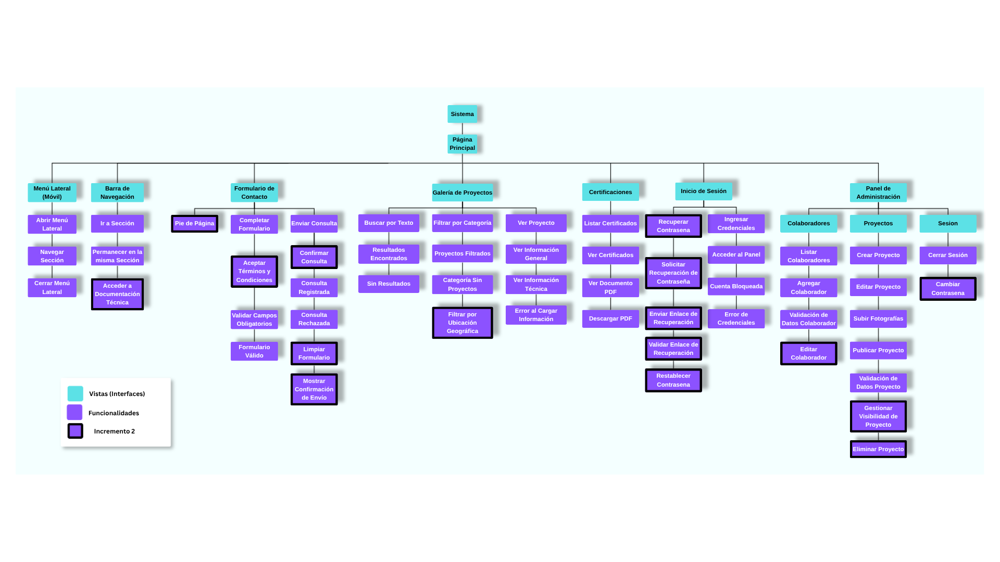 Sistema
Página
Principal
Menú Lateral
(Móvil)
Abrir Menú
Lateral
Navegar
Sección
Cerrar Menú
Lateral
Barra de
Navegación
Ir a Sección
Permanecer en la
misma Sección
Acceder a
Documentación
Técnica
Formulario de
Contacto
Pie de Página
Completar
Formulario
Aceptar
Términos y
Condiciones
Validar Campos
Obligatorios
Formulario
Válido
Enviar Consulta
Confirmar
Consulta
Consulta
Registrada
Consulta
Rechazada
Limpiar
Formulario
Mostrar
Confirmación
de Envío
Galería de Proyectos
Buscar por Texto
Resultados
Encontrados
Sin Resultados
Filtrar por Categoría
Proyectos Filtrados
Categoría Sin
Proyectos
Filtrar por
Ubicación
Geográfica
Ver Proyecto
Ver Información
General
Ver Información
Técnica
Error al Cargar
Información
Certificaciones
Listar Certificados
Ver Certificados
Ver Documento
PDF
Descargar PDF
Inicio de Sesión
Recuperar
Contrasena
Solicitar
Recuperación de
Contraseña
Enviar Enlace de
Recuperación
Validar Enlace de
Recuperación
Restablecer
Contrasena
Ingresar
Credenciales
Acceder al Panel
Cuenta Bloqueada
Error de
Credenciales
Panel de
Administración
Colaboradores
Listar
Colaboradores
Agregar
Colaborador
Validación de
Datos Colaborador
Editar
Colaborador
Proyectos
Crear Proyecto
Editar Proyecto
Subir Fotografías
Publicar Proyecto
Validación de
Datos Proyecto
Gestionar
Visibilidad de
Proyecto
Eliminar Proyecto
Sesion
Cerrar Sesión
Cambiar
Contrasena
Vistas (Interfaces)
Funcionalidades
Incremento 2